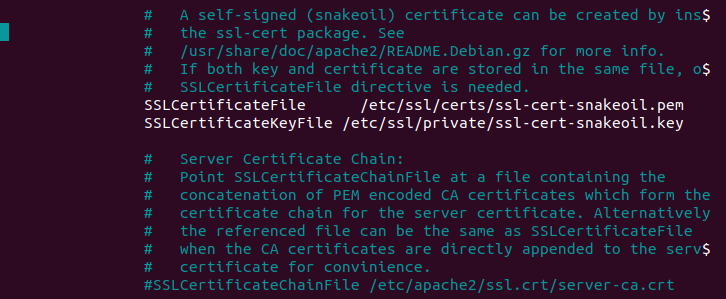 #   A self-signed (snakeoil) certificate can be created by ins$
#   the ssl-cert package. See
#   /usr/share/doc/apache2/README.Debian.gz for more info.
#   If both key and certificate are stored in the same file, o$
#   SSLCertificateFile directive is needed.
SSLCertificateFile      /etc/ssl/certs/ssl-cert-snakeoil.pem
SSLCertificateKeyFile /etc/ssl/private/ssl-cert-snakeoil.key
#   Server Certificate Chain:
#   Point SSLCertificateChainFile at a file containing the
#   concatenation of PEM encoded CA certificates which form the
#   certificate chain for the server certificate. Alternatively
#   the referenced file can be the same as SSLCertificateFile
#   when the CA certificates are directly appended to the serv$
#   certificate for convinience.
#SSLCertificateChainFile /etc/apache2/ssl.crt/server-ca.crt